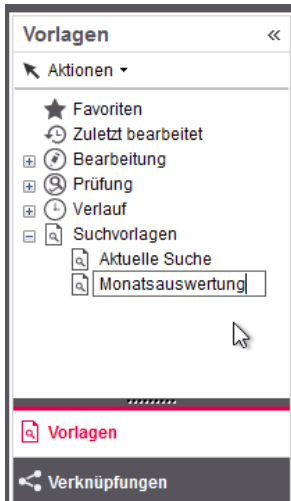 Vorlagen «
Aktionen
Favoriten
Zuletzt bearbeitet
Bearbeitung
Prüfung
Verlauf
Suchvorlagen
Aktuelle Suche
Monatsauswertung
Vorlagen
Verknüpfungen